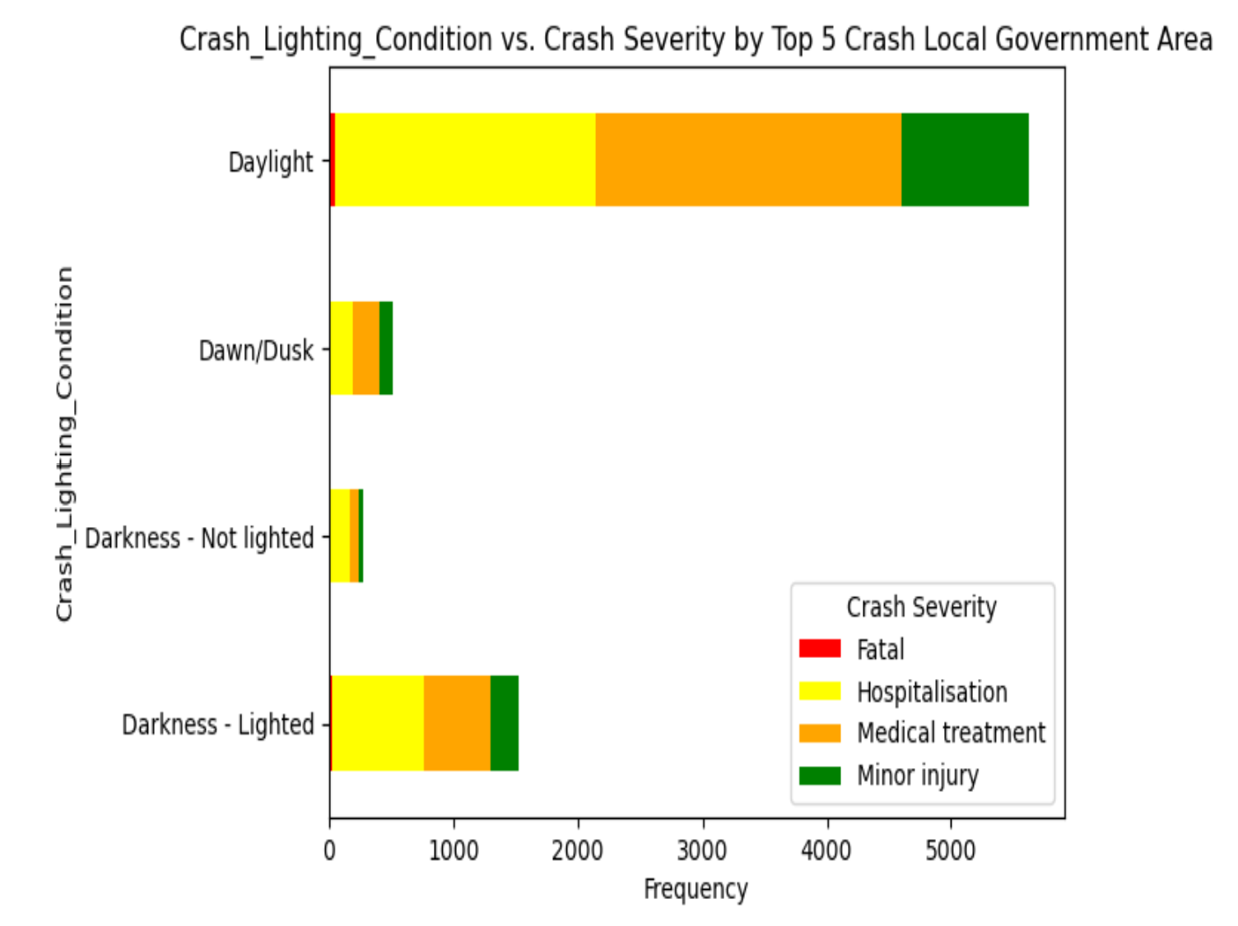 Crash_Lighting_Condition vs. Crash Severity by Top 5 Crash Local Government Area
Crash_Lighting_Condition
Daylight
Dawn/Dusk
Darkness - Not lighted
Darkness - Lighted
Crash Severity
Fatal
Hospitalisation
Medical treatment
Minor injury
0 1000 2000 3000 4000 5000
Frequency